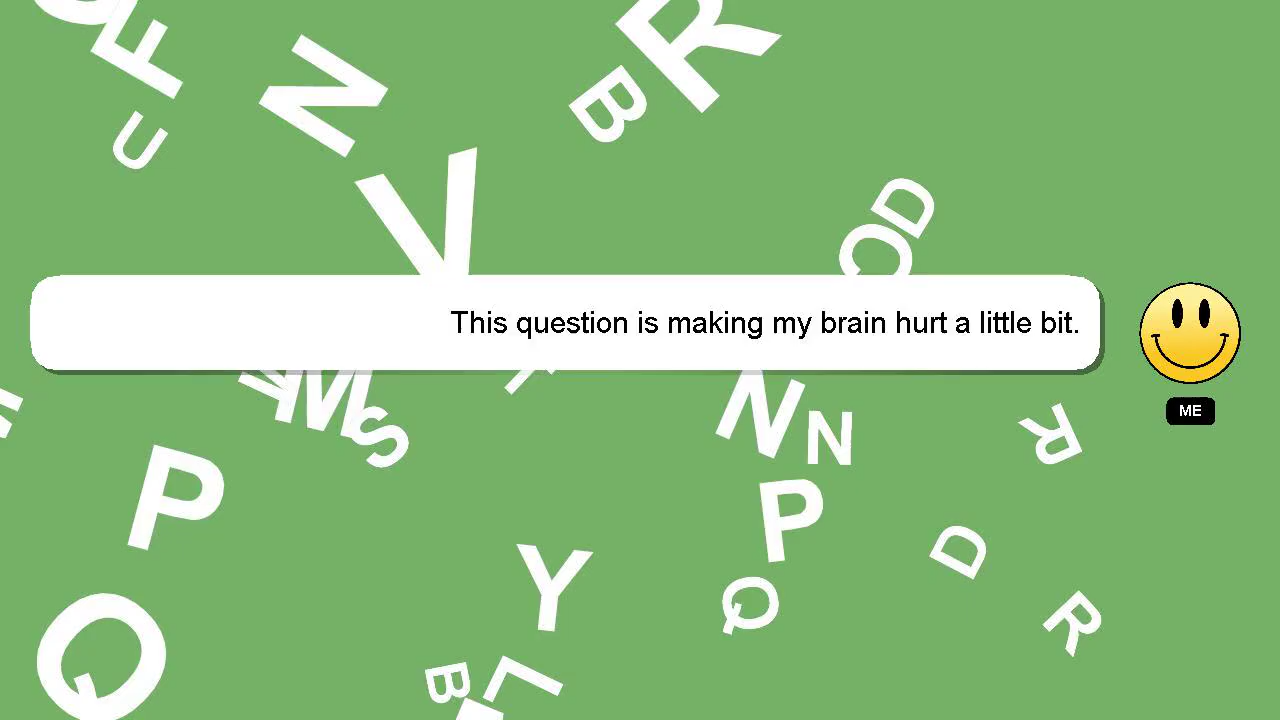 F
N
R
B
U
V
D
O
This question is making my brain hurt a little bit.
ME
M
S
N
N
R
P
P
D
Y
Q
Q
R
B
L